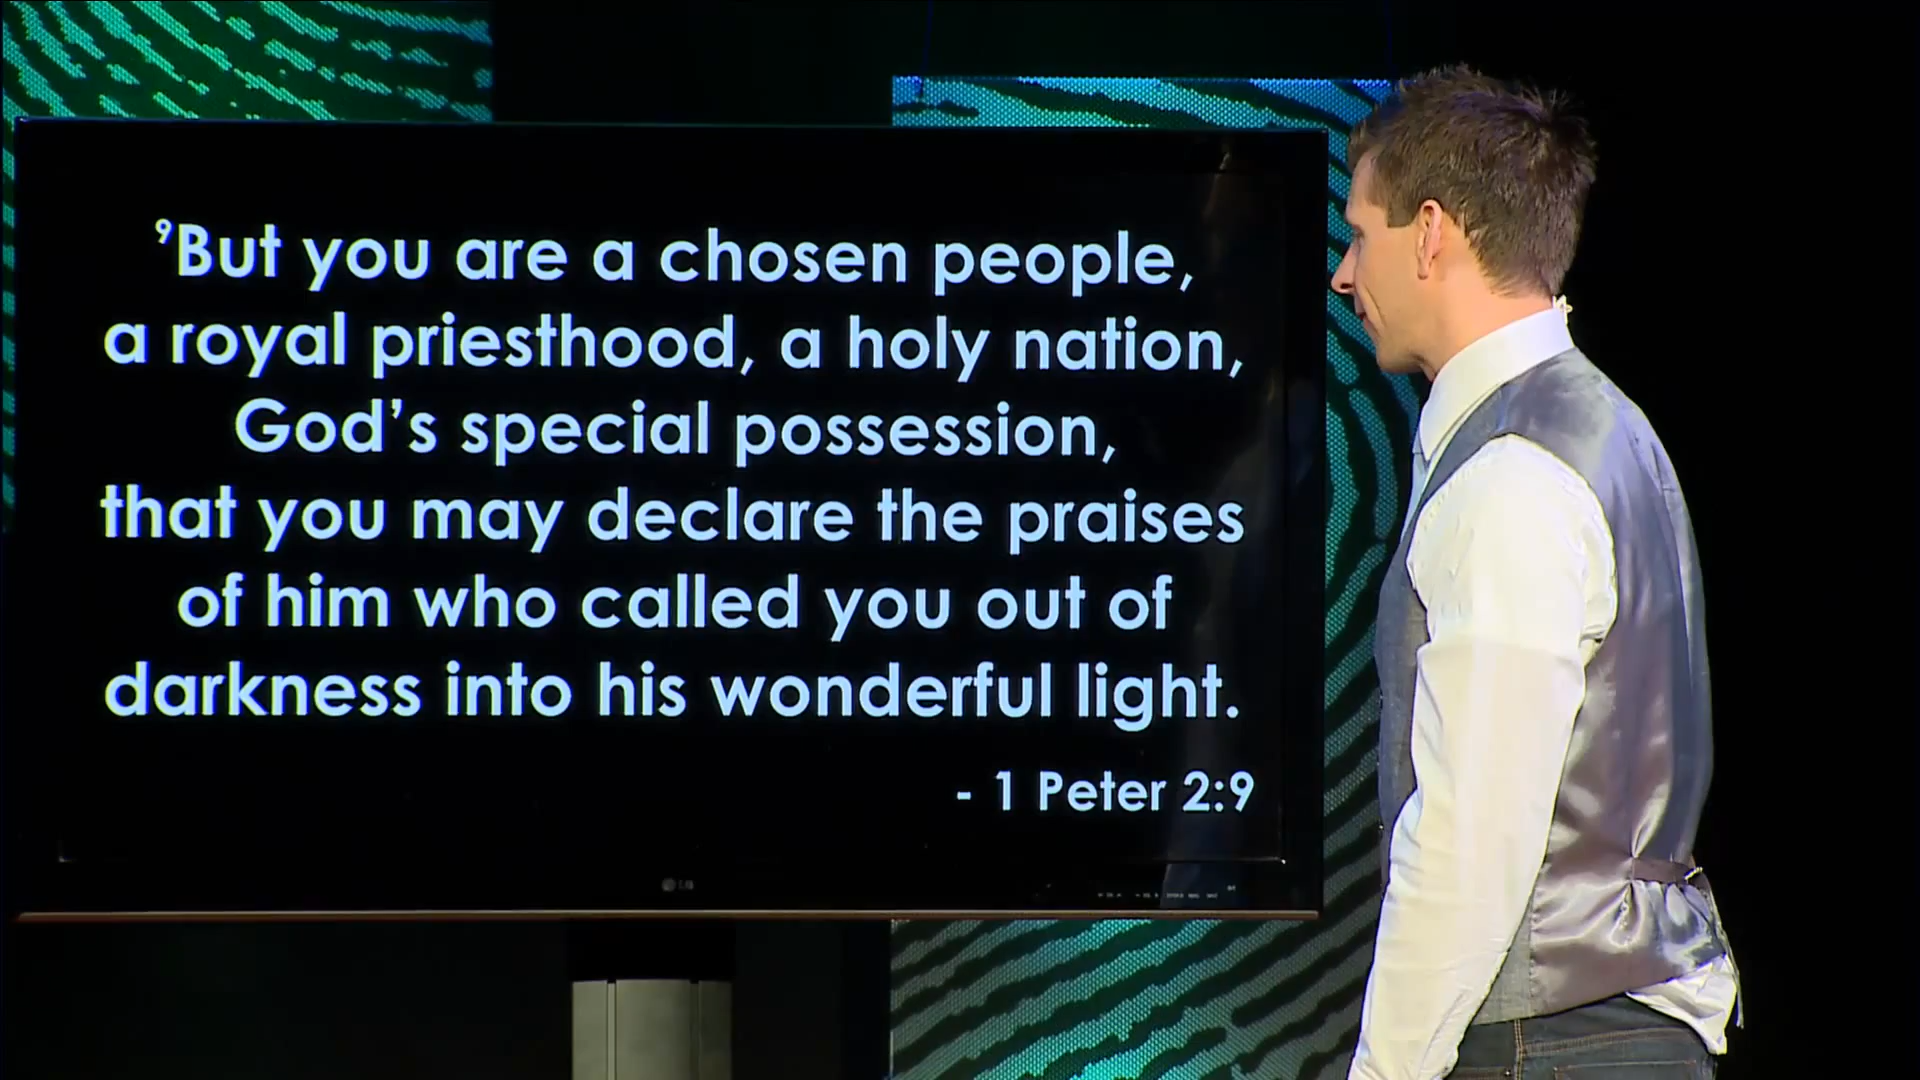 ⁹But you are a chosen people,
a royal priesthood, a holy nation,
God’s special possession,
that you may declare the praises
of him who called you out of
darkness into his wonderful light.
- 1 Peter 2:9
LG